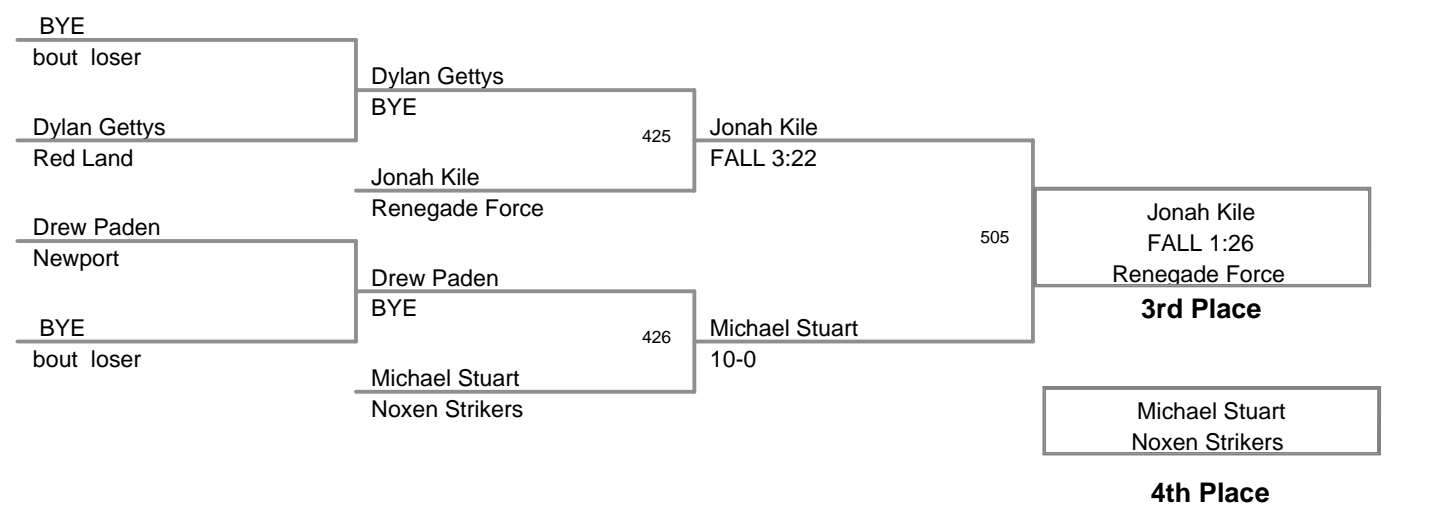 BYE
bout loser
Dylan Gettys
BYE
Dylan Gettys
Red Land
425
Jonah Kile
FALL 3:22
Jonah Kile
Renegade Force
Drew Paden
Newport
505
Jonah Kile
FALL 1:26
Renegade Force
3rd Place
Drew Paden
BYE
BYE
bout loser
426
Michael Stuart
10-0
Michael Stuart
Noxen Strikers
Michael Stuart
Noxen Strikers
4th Place